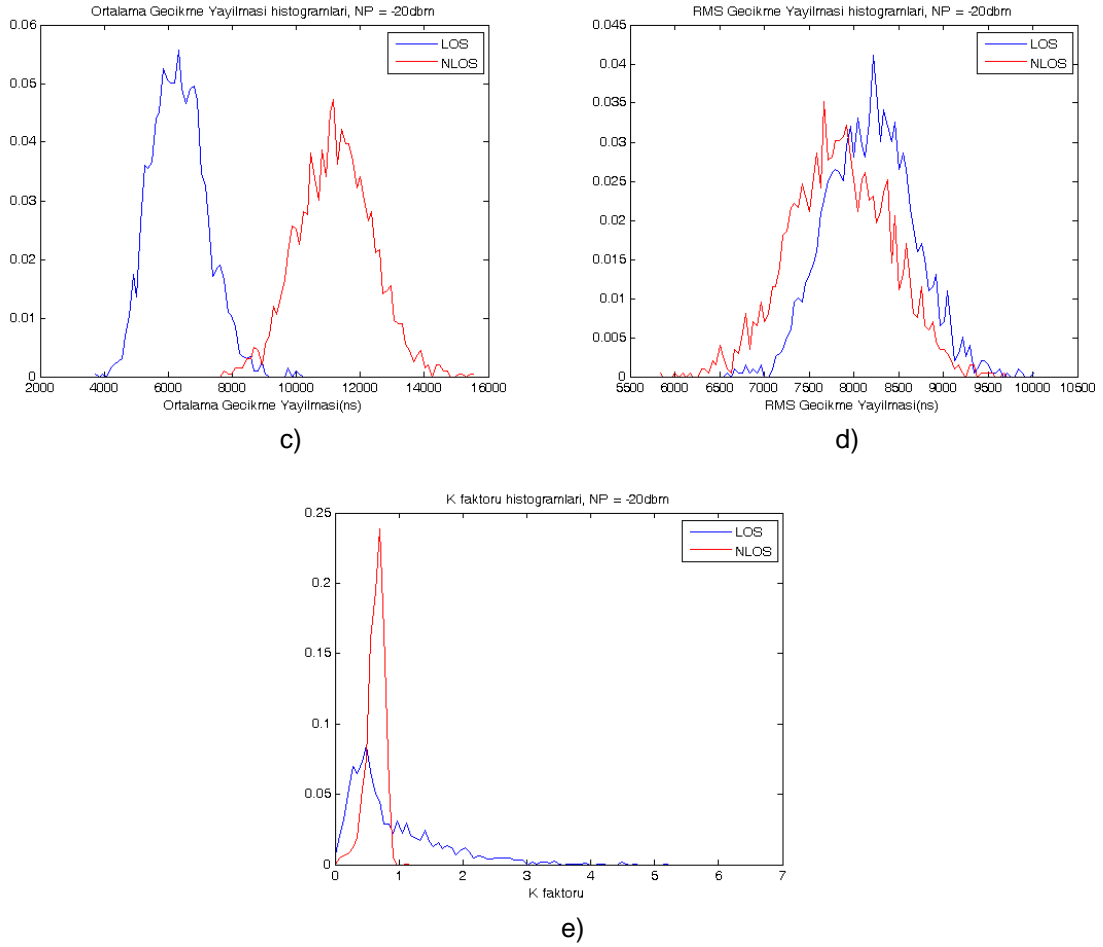 Ortalama Gecikme Yayilmasi histogramlari, NP = -20dbm
0.06
0.05
0.04
0.03
0.02
0.01
0
2000 4000 6000 8000 10000 12000 14000 16000
Ortalama Gecikme Yayilmasi(ns)
LOS
NLOS
c)
RMS Gecikme Yayilmasi histogramlari, NP = -20dbm
0.045
0.04
0.035
0.03
0.025
0.02
0.015
0.01
0.005
0
5500 6000 6500 7000 7500 8000 8500 9000 9500 10000 10500
RMS Gecikme Yayilmasi(ns)
LOS
NLOS
d)
K faktoru histogramlari, NP = -20dbm
0.25
0.2
0.15
0.1
0.05
0
0 1 2 3 4 5 6 7
K faktoru
LOS
NLOS
e)